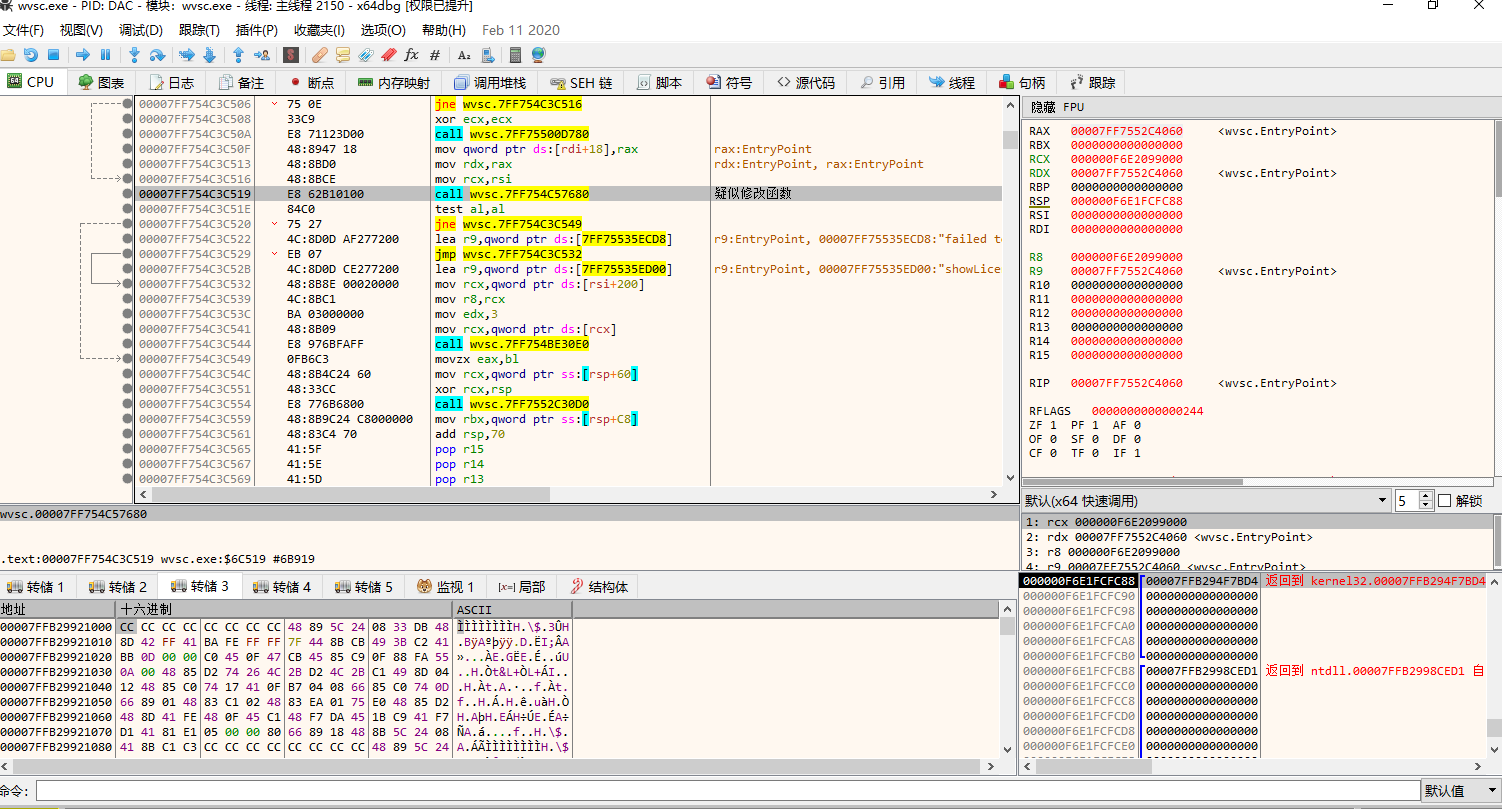 wvsc.exe - PID: DAC - 模块: wvsc.exe - 线程: 主线程 2150 - x64dbg [权限已提升]
文件(F) 视图(V) 调试(D) 跟踪(T) 插件(P) 收藏夹(I) 选项(O) 帮助(H) Feb 11 2020
CPU 图表 日志 备注 断点 内存映射 调用堆栈 SEH 链 脚本 符号 源代码 引用 线程 句柄 跟踪
00007FF754C3C506 75 0E jne wvsc.7FF754C3C516
00007FF754C3C508 33C9 xor ecx,ecx
00007FF754C3C50A E8 71123D00 call wvsc.7FF75500D780
00007FF754C3C50F 48:8947 18 mov qword ptr ds:[rdi+18],rax rax:EntryPoint
00007FF754C3C513 48:8BD0 mov rdx,rax rdx:EntryPoint, rax:EntryPoint
00007FF754C3C516 48:8BCE mov rcx,rsi
00007FF754C3C519 E8 62B10100 call wvsc.7FF754C57680 疑似修改函数
00007FF754C3C51E 84C0 test al,al
00007FF754C3C520 75 27 jne wvsc.7FF754C3C549
00007FF754C3C522 4C:8D0D AF277200 lea r9,qword ptr ds:[7FF75535ECD8] r9:EntryPoint, 00007FF75535ECD8:"failed t
00007FF754C3C529 EB 07 jmp wvsc.7FF754C3C532
00007FF754C3C52B 4C:8D0D CE277200 lea r9,qword ptr ds:[7FF75535ED00] r9:EntryPoint, 00007FF75535ED00:"showLice
00007FF754C3C532 48:8B8E 00020000 mov rcx,qword ptr ds:[rsi+200]
00007FF754C3C539 4C:8BC1 mov r8,rcx
00007FF754C3C53C BA 03000000 mov edx,3
00007FF754C3C541 48:8B09 mov rcx,qword ptr ds:[rcx]
00007FF754C3C544 E8 976BFAFF call wvsc.7FF754BE30E0
00007FF754C3C549 0FB6C3 movzx eax,bl
00007FF754C3C54C 48:8B4C24 60 mov rcx,qword ptr ss:[rsp+60]
00007FF754C3C551 48:33CC xor rcx,rsp
00007FF754C3C554 E8 776B6800 call wvsc.7FF7552C30D0
00007FF754C3C559 48:8B9C24 C8000000 mov rbx,qword ptr ss:[rsp+C8]
00007FF754C3C561 48:83C4 70 add rsp,70
00007FF754C3C565 41:5F pop r15
00007FF754C3C567 41:5E pop r14
00007FF754C3C569 41:5D pop r13
隐藏 FPU
RAX 00007FF7552C4060 <wvsc.EntryPoint>
RBX 0000000000000000
RCX 000000F6E2099000
RDX 00007FF7552C4060 <wvsc.EntryPoint>
RBP 0000000000000000
RSP 000000F6E1FCFC88
RSI 0000000000000000
RDI 0000000000000000
R8 000000F6E2099000
R9 00007FF7552C4060 <wvsc.EntryPoint>
R10 0000000000000000
R11 0000000000000000
R12 0000000000000000
R13 0000000000000000
R14 0000000000000000
R15 0000000000000000
RIP 00007FF7552C4060 <wvsc.EntryPoint>
RFLAGS 0000000000000244
ZF 1 PF 1 AF 0
OF 0 SF 0 DF 0
CF 0 TF 0 IF 1
wvsc.00007FF754C57680
.text:00007FF754C3C519 wvsc.exe:$6C519 #6B919
默认(x64 快速调用) 5 解锁
1: rcx 000000F6E2099000
2: rdx 00007FF7552C4060 <wvsc.EntryPoint>
3: r8 000000F6E2099000
4: r9 00007FF7552C4060 <wvsc.EntryPoint>
转储 1 转储 2 转储 3 转储 4 转储 5 监视 1 [x]= 局部 结构体
地址 十六进制 ASCII
00007FFB29921000 CC CC CC CC CC CC CC CC 48 89 5C 24 08 33 DB 48 ÌÌÌÌÌÌÌÌH.\$.3ÛH
00007FFB29921010 8D 42 FF 41 BA FE FF FF 7F 44 8B CB 49 3B C2 41 .BÿAºþÿÿ.D.ËI;ÂA
00007FFB29921020 BB 0D 00 00 C0 45 0F 47 CB 45 85 C9 0F 88 FA 55 »...ÀE.GËE.É..úU
00007FFB29921030 0A 00 48 85 D2 74 26 4C 2B D2 4C 2B C1 49 8D 04 ..H.Òt&L+ÒL+ÁI..
00007FFB29921040 12 48 85 C0 74 17 41 0F B7 04 08 66 85 C0 74 0D .H.Àt.A.·..f.Àt.
00007FFB29921050 66 89 01 48 83 C1 02 48 83 EA 01 75 E0 48 85 D2 f..H.Á.H.ê.uàH.Ò
00007FFB29921060 48 8D 41 FE 48 0F 45 C1 48 F7 DA 45 1B C9 41 F7 H.AþH.EÁH÷ÚE.ÉA÷
00007FFB29921070 D1 41 81 E1 05 00 00 80 66 89 18 48 8B 5C 24 08 ÑA.á....f..H.\$.
00007FFB29921080 41 8B C1 C3 CC CC CC CC CC CC CC CC 48 89 5C 24 A.ÁÃÌÌÌÌÌÌÌÌH.\$
000000F6E1FCFC88 00007FFB294F7BD4 返回到 kernel32.00007FFB294F7BD4
000000F6E1FCFC90 0000000000000000
000000F6E1FCFC98 0000000000000000
000000F6E1FCFCA0 0000000000000000
000000F6E1FCFCA8 0000000000000000
000000F6E1FCFCB0 0000000000000000
000000F6E1FCFCB8 00007FFB2998CED1 返回到 ntdll.00007FFB2998CED1 自
000000F6E1FCFCC0 0000000000000000
000000F6E1FCFCC8 0000000000000000
000000F6E1FCFCD0 0000000000000000
000000F6E1FCFCD8 0000000000000000
000000F6E1FCFCE0 0000000000000000
命令: 默认值